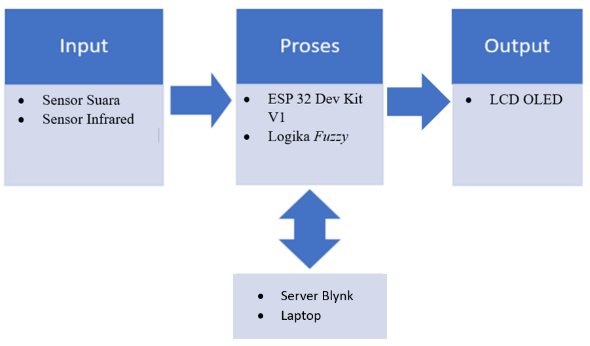 Input
Sensor Suara
Sensor Infrared
Proses
ESP 32 Dev Kit
V1
Logika Fuzzy
Output
LCD OLED
Server Blynk
Laptop